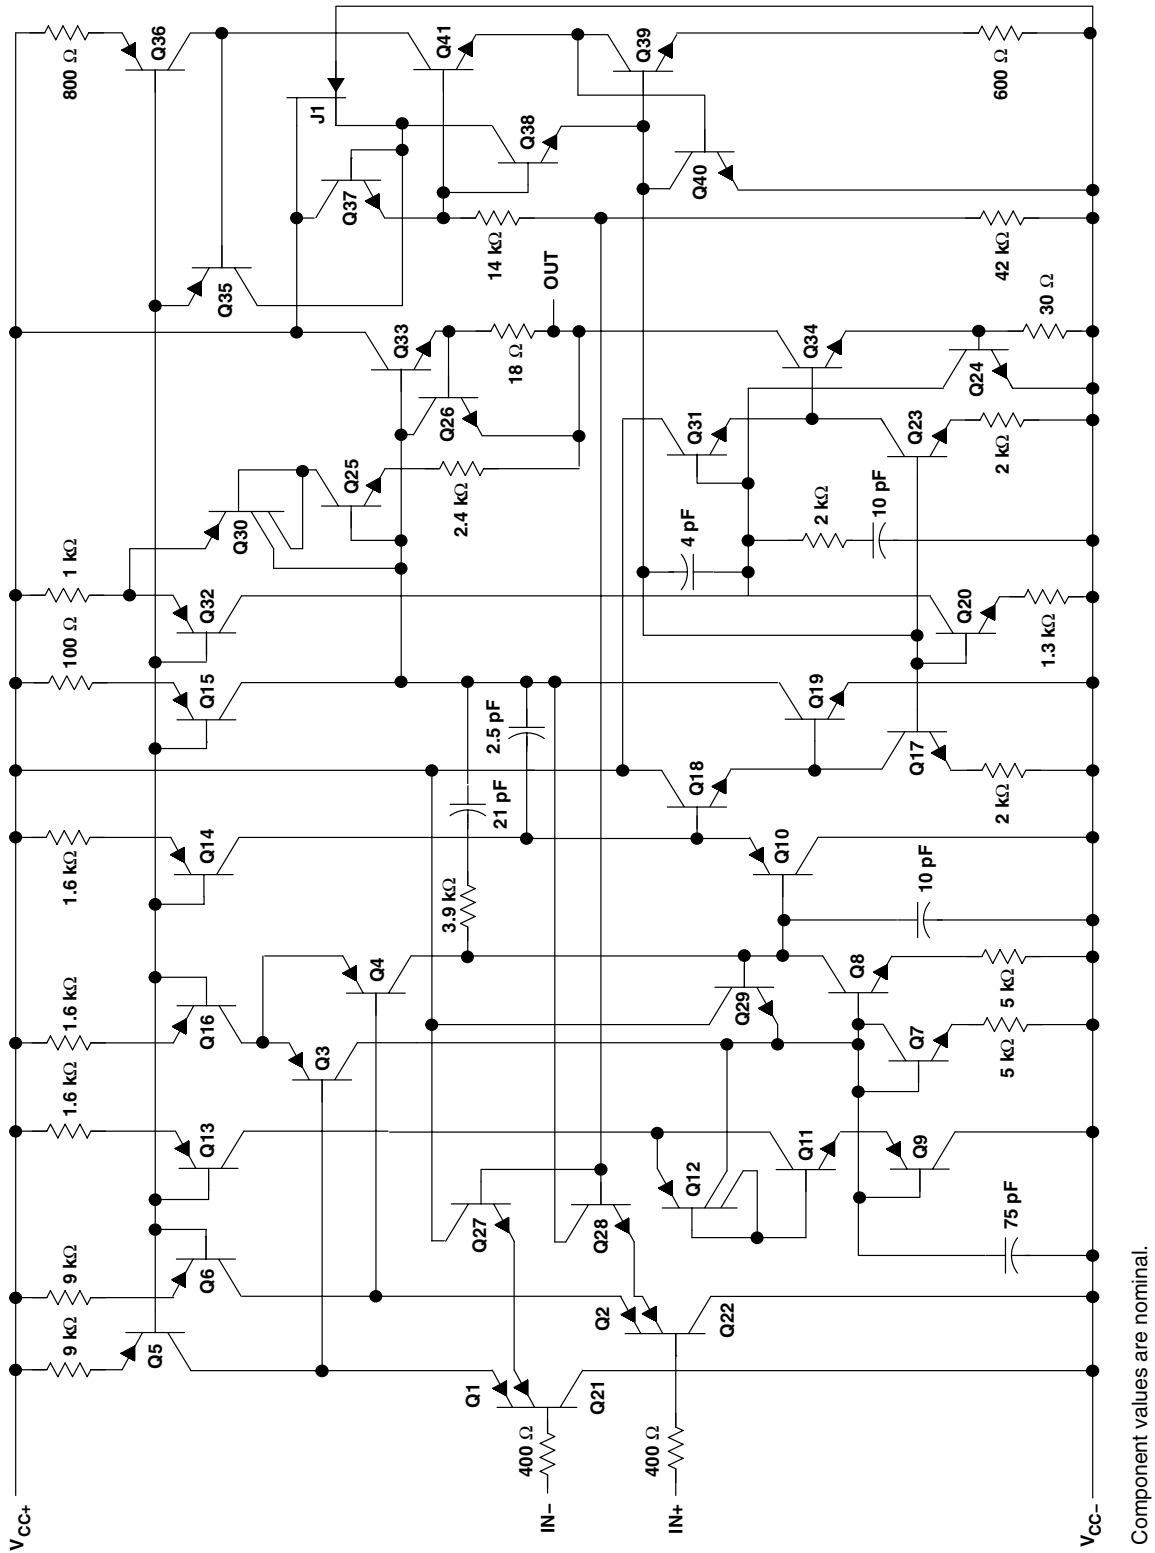 VCC+
9 kΩ
9 kΩ
1.6 kΩ
1.6 kΩ
1.6 kΩ
100 Ω
1 kΩ
800 Ω
Q5
Q6
Q13
Q16
Q14
Q15
Q32
Q30
Q35
Q36
Q3
Q4
Q25
Q26
Q33
Q37
J1
Q41
3.9 kΩ
21 pF
2.5 pF
2.4 kΩ
18 Ω
14 kΩ
Q38
OUT
Q1
Q27
IN−
400 Ω
Q21
Q2
Q28
IN+
400 Ω
Q22
Q12
Q29
Q18
4 pF
Q31
Q40
Q39
Q11
Q10
Q19
2 kΩ
10 pF
Q34
Q9
Q7
Q8
10 pF
Q17
Q20
Q23
Q24
75 pF
5 kΩ
5 kΩ
2 kΩ
1.3 kΩ
2 kΩ
30 Ω
42 kΩ
600 Ω
VCC−
Component values are nominal.